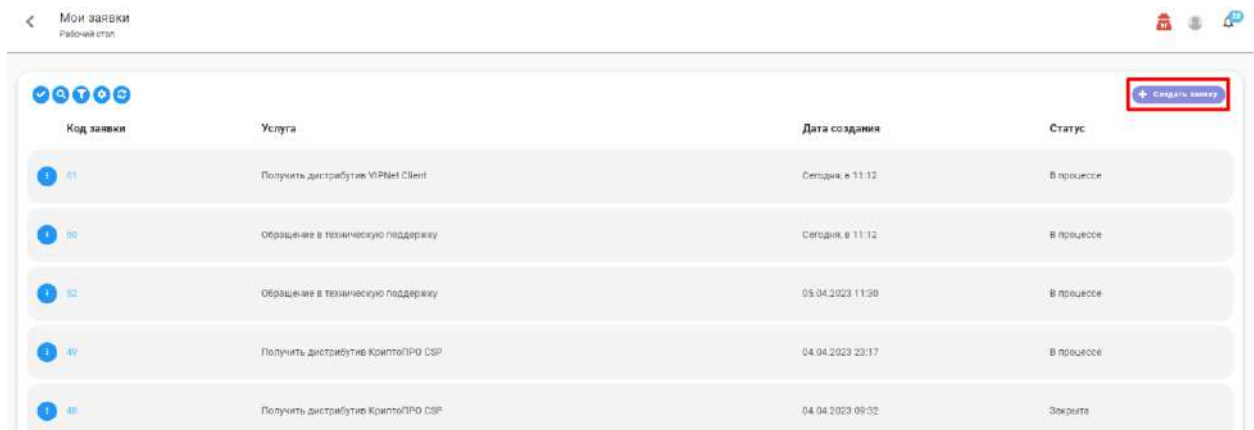 Мои заявки
Рабочий стол
+ Создать заявку
Код заявки Услуга Дата создания Статус
61 Получить дистрибутив ViPNet Client Сегодня, в 11:12 В процессе
60 Обращение в техническую поддержку Сегодня, в 11:12 В процессе
Обращение в техническую поддержку 05.04.2023 11:30 В процессе
49 Получить дистрибутив КриптоПРО CSP 04.04.2023 23:17 В процессе
48 Получить дистрибутив КриптоПРО CSP 04.04.2023 09:32 Закрыта